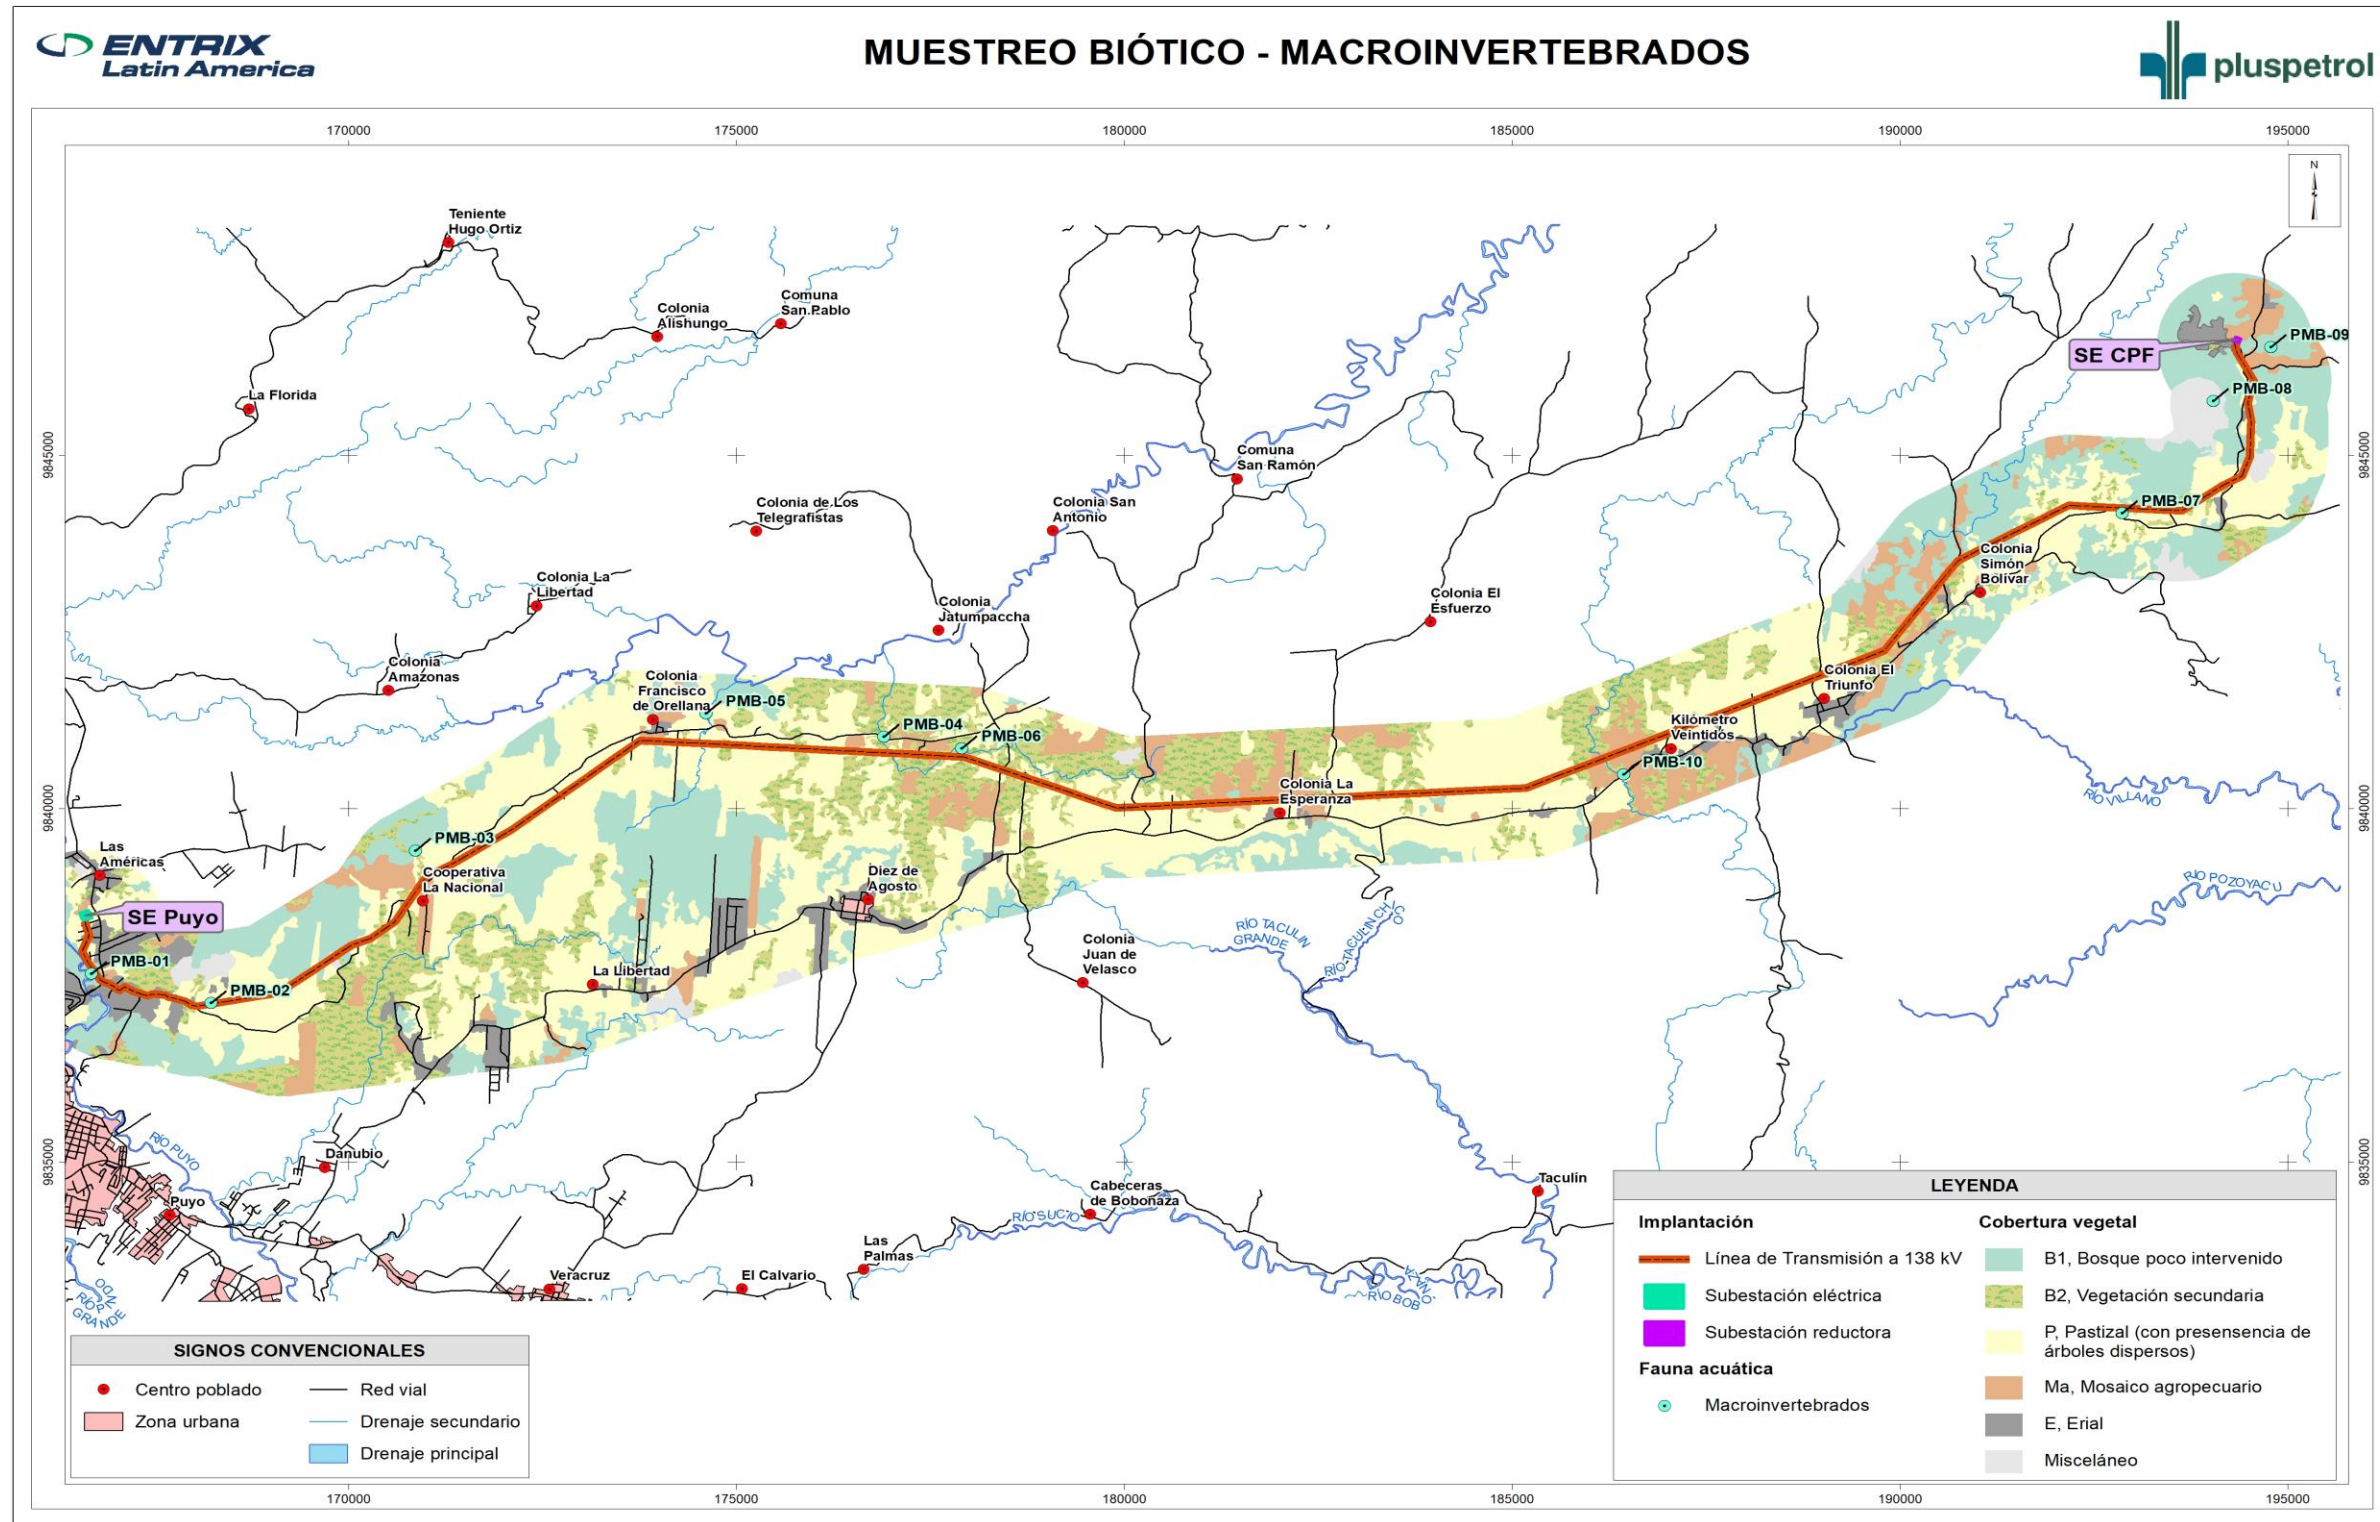 ENTRIX
Latin America
MUESTREO BIÓTICO - MACROINVERTEBRADOS
pluspetrol
170000
175000
180000
185000
190000
195000
N
Teniente
Hugo Ortiz
Colonia
Alishungo
Comuna
San Pablo
La Florida
SE CPF
PMB-09
PMB-08
9845000
9845000
Comuna
San Ramón
Colonia de Los
Telegrafistas
Colonia San
Antonio
PMB-07
Colonia
Simón
Bolívar
Colonia La
Libertad
Colonia
Jatumpaccha
Colonia El
Esfuerzo
Colonia
Amazonas
Colonia
Francisco
de Orellana
PMB-05
PMB-04
PMB-06
Colonia El
Triunfo
Kilómetro
Veintidós
PMB-10
Colonia La
Esperanza
RÍO VILLANO
9840000
9840000
PMB-03
Las
Américas
Cooperativa
La Nacional
Diez de
Agosto
RÍO POZOYACU
SE Puyo
RÍO TACULIN
GRANDE
RÍO TACULIN CHICO
Colonia
Juan de
Velasco
PMB-01
PMB-02
La Libertad
RÍO PUYO
Danubio
9835000
9835000
Puyo
Cabeceras
de Bobonaza
Taculín
RÍO SUCIO
Las
Palmas
Veracruz
El Calvario
RÍO BOBONAZA
GRANDE
SIGNOS CONVENCIONALES
Centro poblado
Red vial
Zona urbana
Drenaje secundario
Drenaje principal
LEYENDA
Implantación
Línea de Transmisión a 138 kV
Subestación eléctrica
Subestación reductora
Fauna acuática
Macroinvertebrados
Cobertura vegetal
B1, Bosque poco intervenido
B2, Vegetación secundaria
P, Pastizal (con presensencia de
árboles dispersos)
Ma, Mosaico agropecuario
E, Erial
Misceláneo
170000
175000
180000
185000
190000
195000